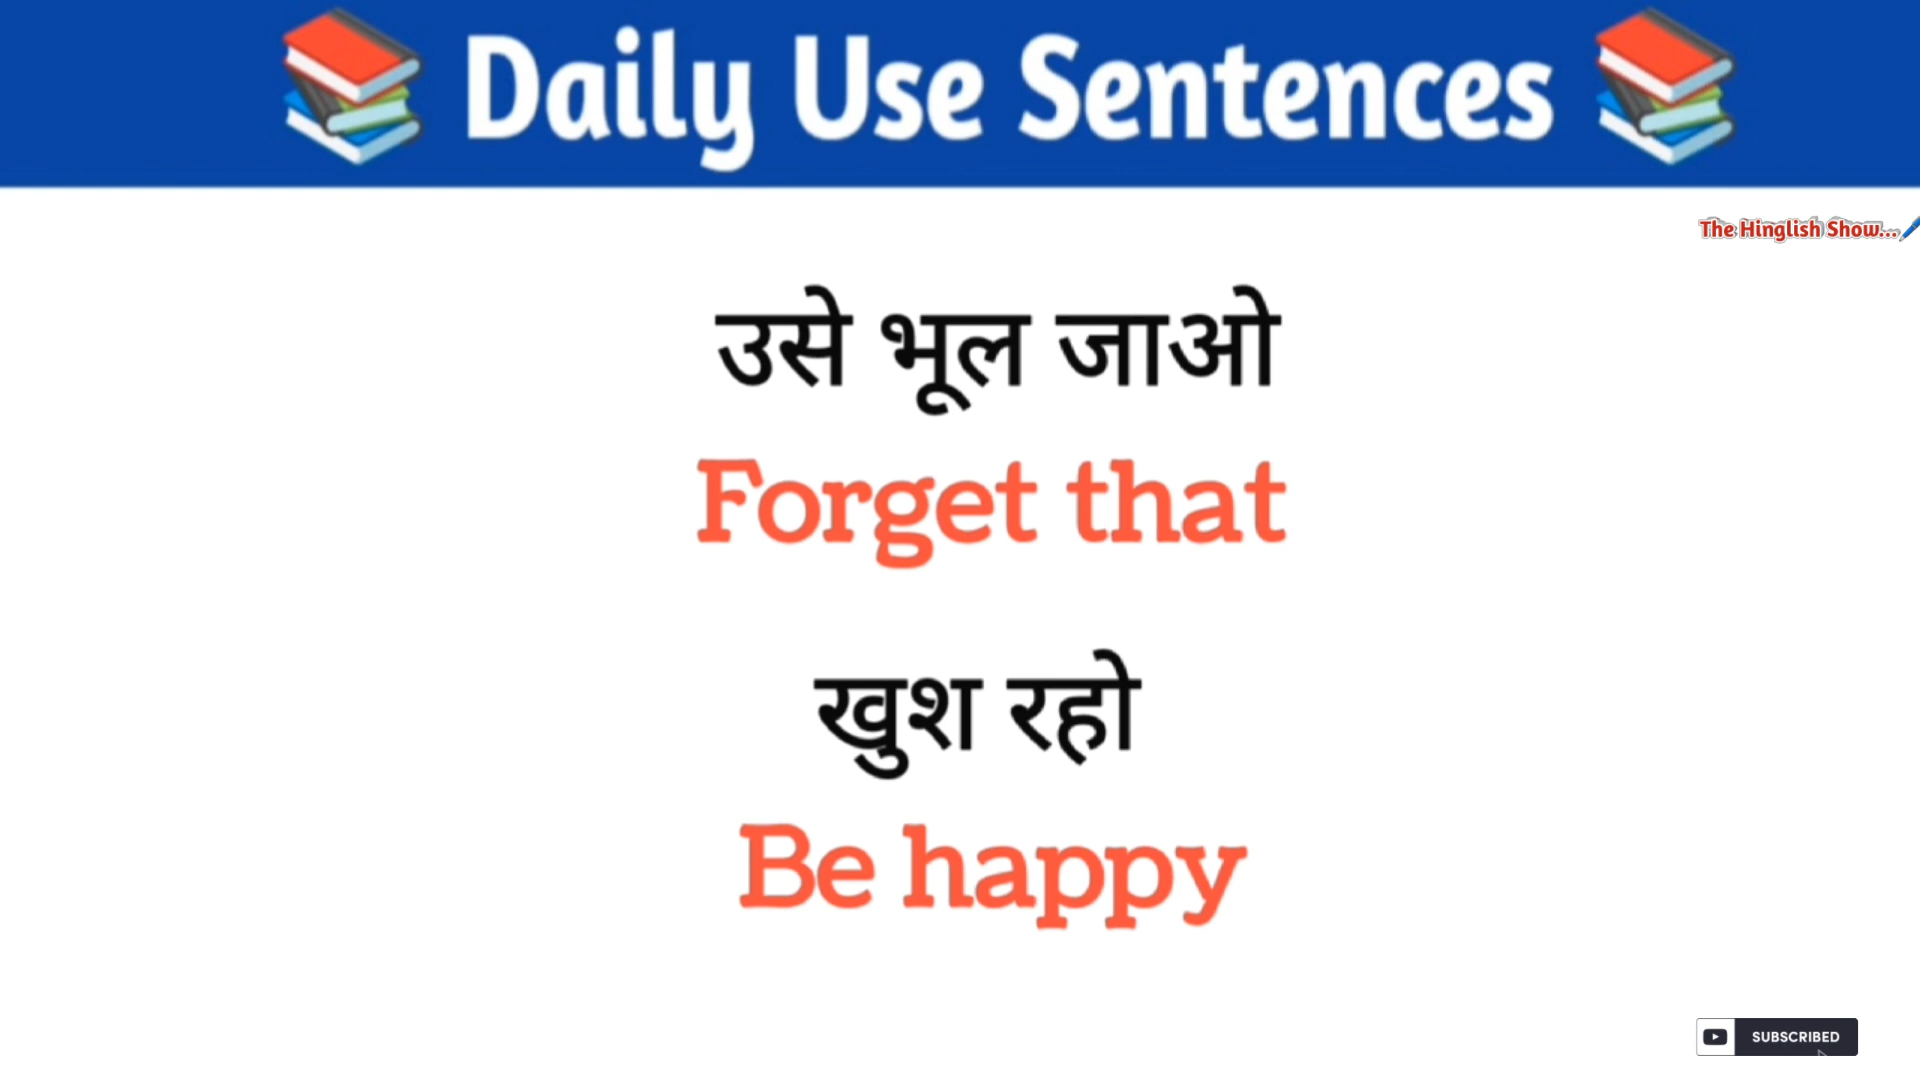 Daily Use Sentences
The Hinglish Show...
उसे भूल जाओ
Forget that
खुश रहो
Be happy
SUBSCRIBED